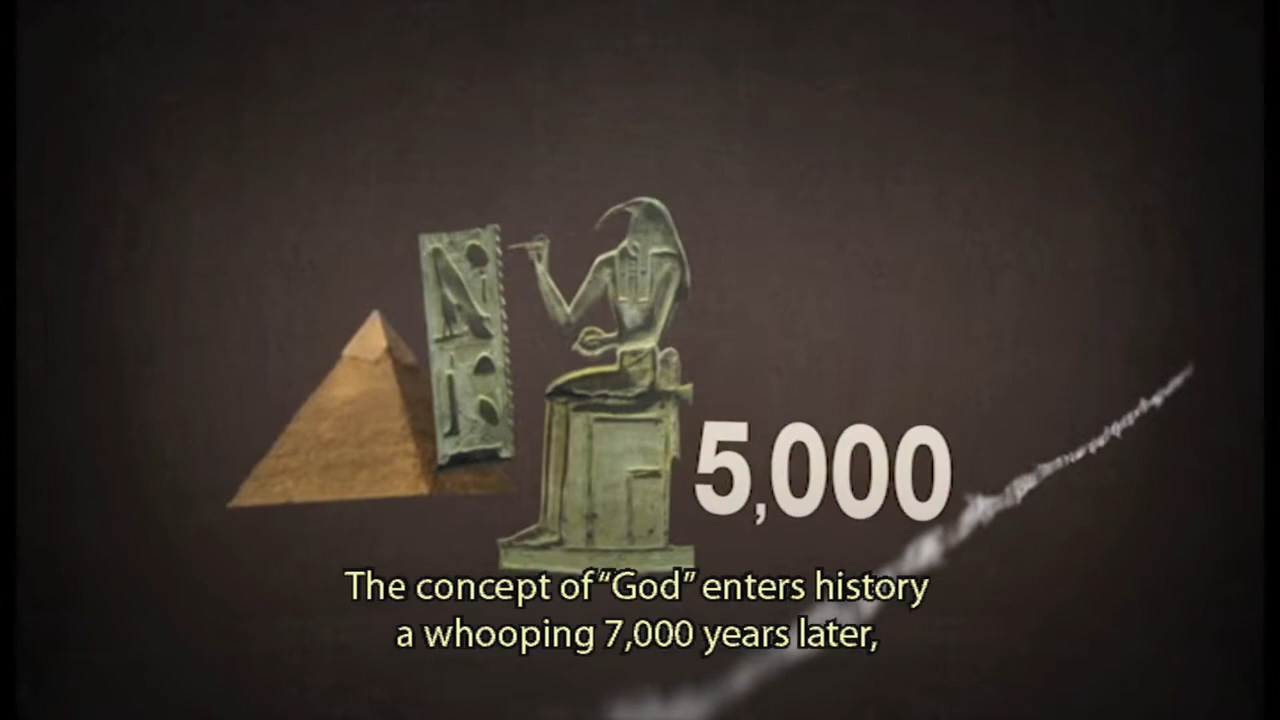 5,000
The concept of “God” enters history
a whooping 7,000 years later,